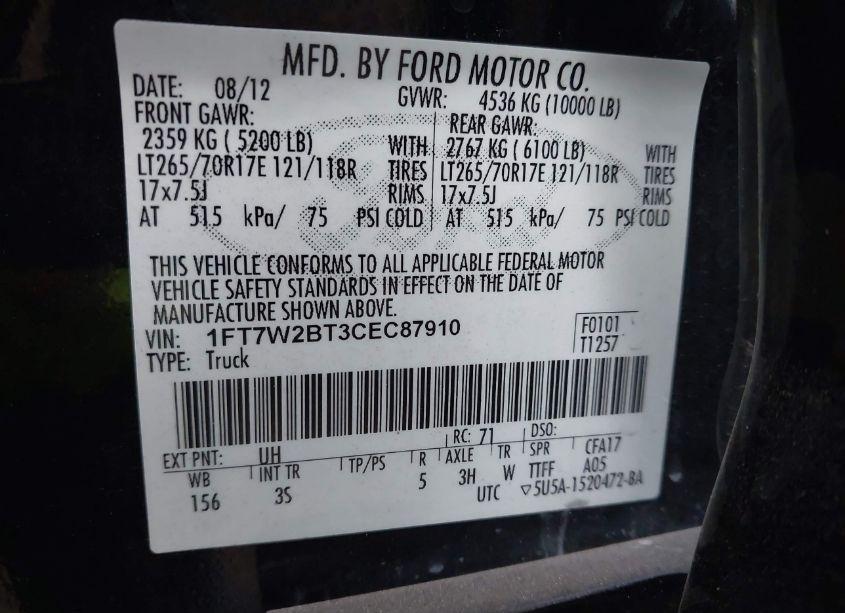 MFD. BY FORD MOTOR CO.
DATE: 08/12 GVWR: 4536 KG (10000 LB)
FRONT GAWR: REAR GAWR:
2359 KG ( 5200 LB) WITH 2767 KG ( 6100 LB) WITH
LT265/70R17E 121/118R TIRES LT265/70R17E 121/118R TIRES
17x7.5J RIMS 17x7.5J RIMS
AT 515 kPa/ 75 PSI COLD AT 515 kPa/ 75 PSI COLD
THIS VEHICLE CONFORMS TO ALL APPLICABLE FEDERAL MOTOR
VEHICLE SAFETY STANDARDS IN EFFECT ON THE DATE OF
MANUFACTURE SHOWN ABOVE.
VIN: 1FT7W2BT3CEC87910 F0101
TYPE: Truck T1257
EXT PNT: UH RC: 71 DSO:
WB INT TR TP/PS R AXLE TR SPR CFA17
156 3S 5 3H W TTFF A05
UTC ▽5U5A-1520472-BA